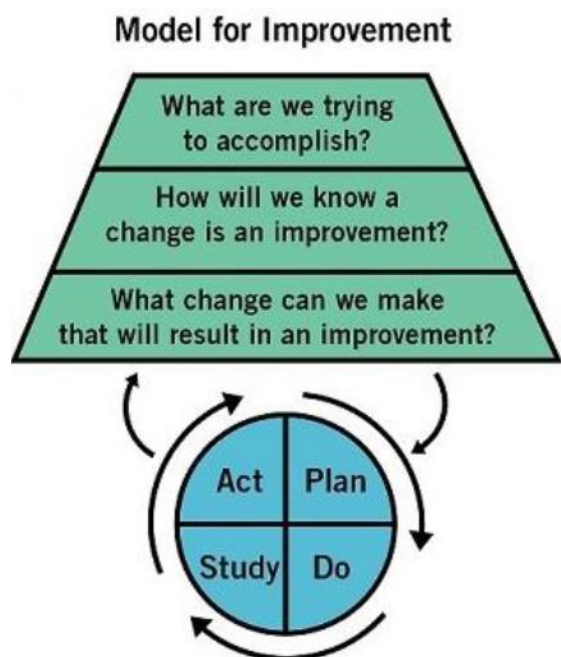 Model for Improvement
What are we trying
to accomplish?
How will we know a
change is an improvement?
What change can we make
that will result in an improvement?
Act
Plan
Study
Do